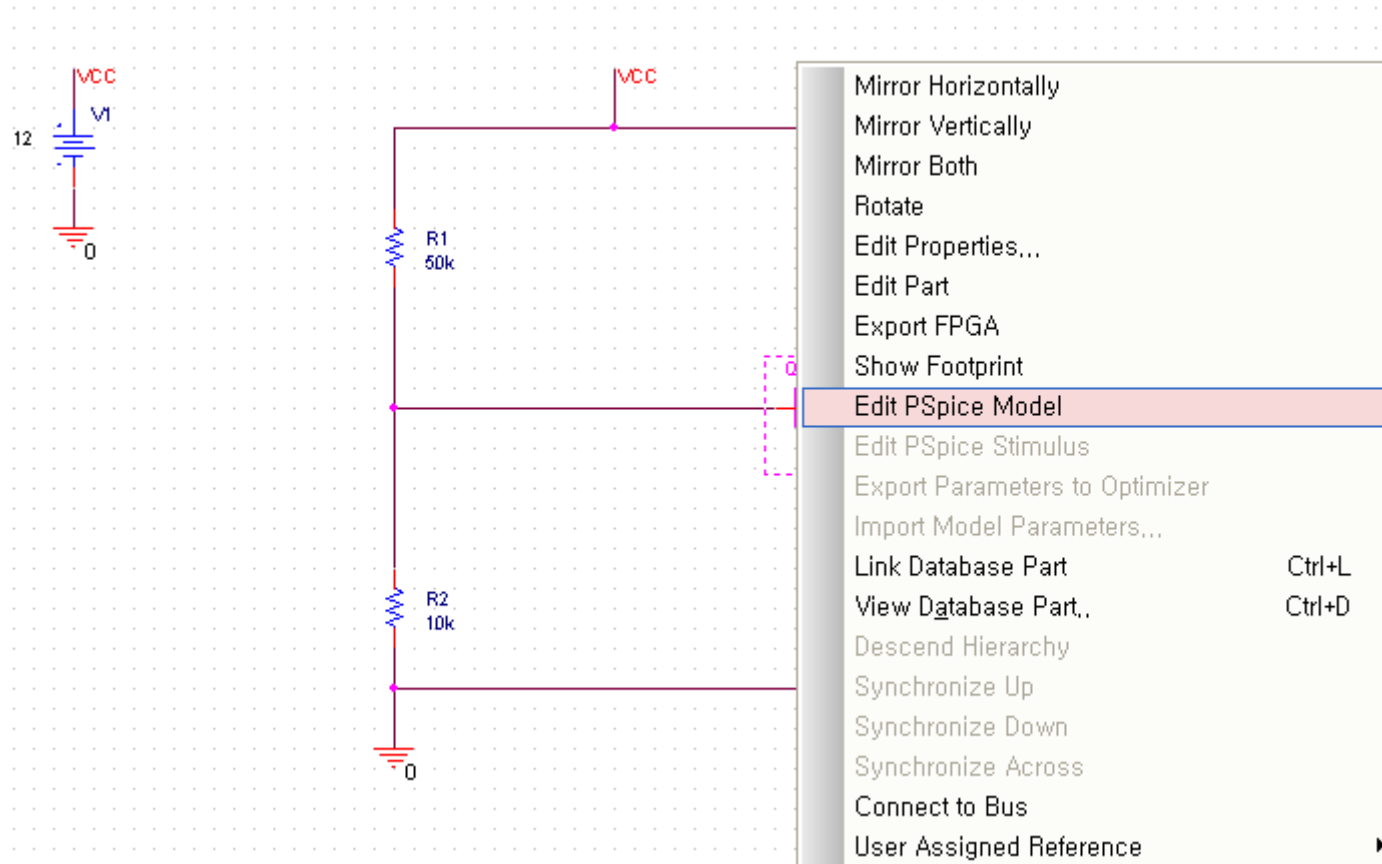 VCC
V1
12
0
VCC
R1
50k
Q
R2
10k
0
Mirror Horizontally
Mirror Vertically
Mirror Both
Rotate
Edit Properties...
Edit Part
Export FPGA
Show Footprint
Edit PSpice Model
Edit PSpice Stimulus
Export Parameters to Optimizer
Import Model Parameters...
Link Database Part Ctrl+L
View Database Part.. Ctrl+D
Descend Hierarchy
Synchronize Up
Synchronize Down
Synchronize Across
Connect to Bus
User Assigned Reference